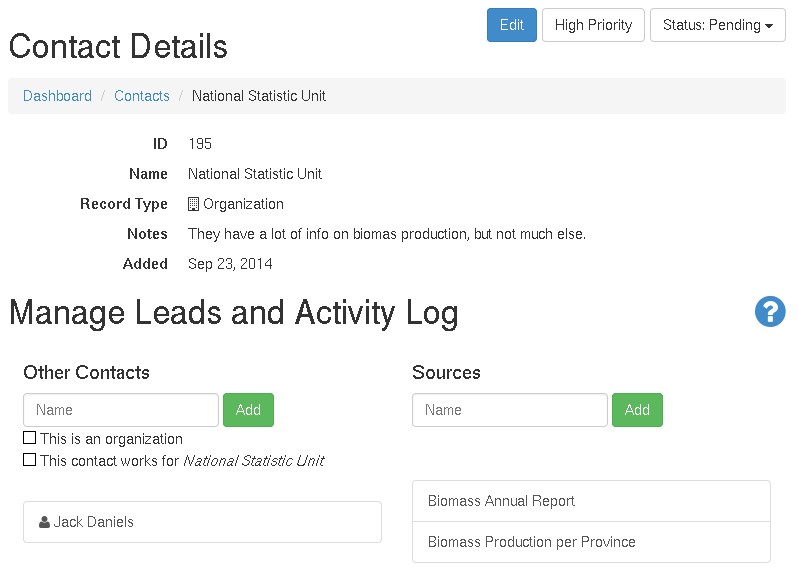 Contact Details
Edit
High Priority
Status: Pending
Dashboard / Contacts / National Statistic Unit
ID 195
Name National Statistic Unit
Record Type Organization
Notes They have a lot of info on biomas production, but not much else.
Added Sep 23, 2014
Manage Leads and Activity Log
?
Other Contacts
Name Add
This is an organization
This contact works for National Statistic Unit
Jack Daniels
Sources
Name Add
Biomass Annual Report
Biomass Production per Province